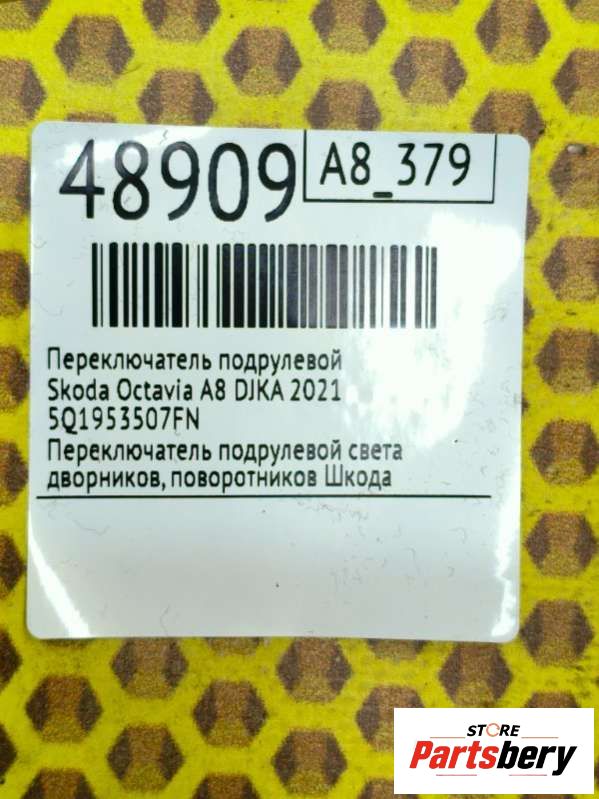 48909
A8_379
Переключатель подрулевой
Skoda Octavia A8 DJKA 2021
5Q1953507FN
Переключатель подрулевой света
дворников, поворотников Шкода
STORE
Partsbery